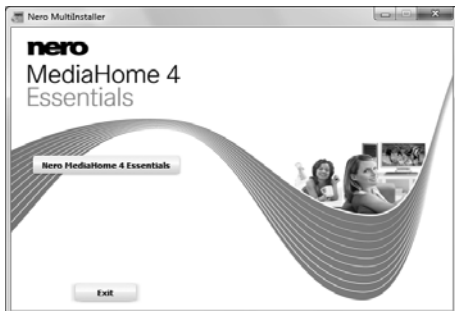 Nero MultiInstaller
nero
MediaHome 4
Essentials
Nero MediaHome 4 Essentials
Exit